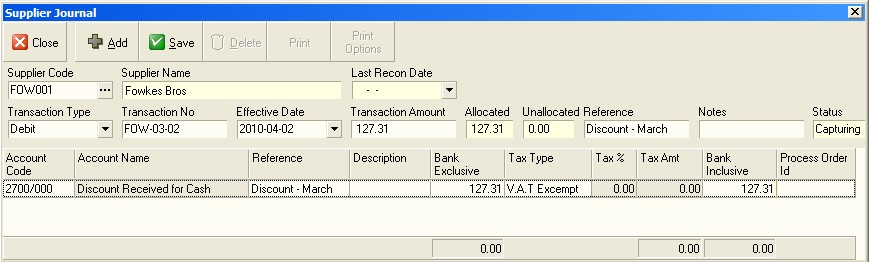 Supplier Journal
Close Add Save Delete Print Print Options
Supplier Code Supplier Name Last Recon Date
FOW001 ... Fowkes Bros - -
Transaction Type Transaction No Effective Date Transaction Amount Allocated Unallocated Reference Notes Status
Debit FOW-03-02 2010-04-02 127.31 127.31 0.00 Discount - March Capturing
Account Code Account Name Reference Description Bank Exclusive Tax Type Tax % Tax Amt Bank Inclusive Process Order Id
2700/000 Discount Received for Cash Discount - March 127.31 V.A.T Excempt 0.00 0.00 127.31
0.00 0.00 0.00